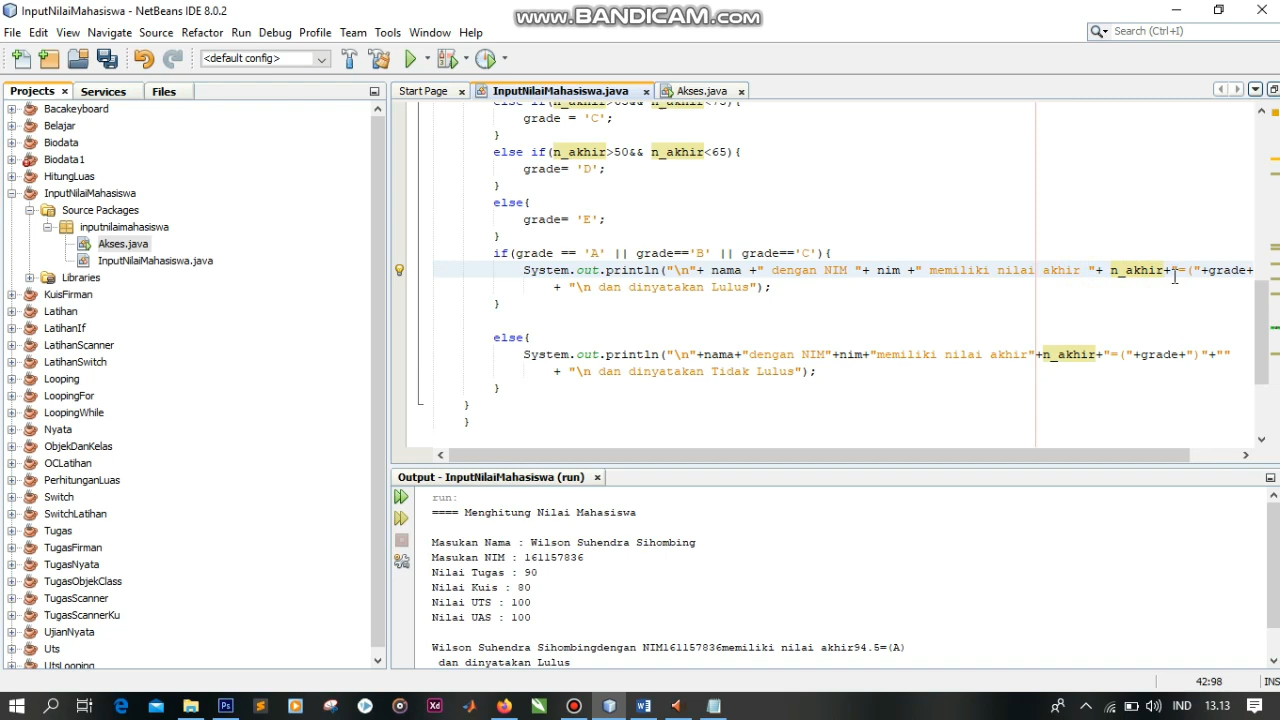 InputNilaiMahasiswa - NetBeans IDE 8.0.2
www.BANDICAM.com
File Edit View Navigate Source Refactor Run Debug Profile Team Tools Window Help
Search (Ctrl+I)
<default config>
Projects Services Files
Start Page InputNilaiMahasiswa.java Akses.java
Bacakeyboard
Belajar
Biodata
Biodata1
HitungLuas
InputNilaiMahasiswa
Source Packages
inputnilaimahasiswa
Akses.java
InputNilaiMahasiswa.java
Libraries
KuisFirman
Latihan
LatihanIf
LatihanScanner
LatihanSwitch
Looping
LoopingFor
LoopingWhile
Nyata
ObjekDanKelas
OCLatihan
PerhitunganLuas
Switch
SwitchLatihan
Tugas
TugasFirman
TugasNyata
TugasObjekClass
TugasScanner
TugasScannerKu
UjianNyata
Uts
UtsLooping
else if(n_akhir>65&& n_akhir<75){
grade = 'C';
}
else if(n_akhir>50&& n_akhir<65){
grade= 'D';
}
else{
grade= 'E';
}
if(grade == 'A' || grade=='B' || grade=='C'){
System.out.println("\n"+ nama +" dengan NIM "+ nim +" memiliki nilai akhir "+ n_akhir+"=("+grade+
+ "\n dan dinyatakan Lulus");
}
else{
System.out.println("\n"+nama+"dengan NIM"+nim+"memiliki nilai akhir"+n_akhir+"=("+grade+")"+""
+ "\n dan dinyatakan Tidak Lulus");
}
}
}
Output - InputNilaiMahasiswa (run)
run:
==== Menghitung Nilai Mahasiswa
Masukan Nama : Wilson Suhendra Sihombing
Masukan NIM : 161157836
Nilai Tugas : 90
Nilai Kuis : 80
Nilai UTS : 100
Nilai UAS : 100
Wilson Suhendra Sihombingdengan NIM161157836memiliki nilai akhir94.5=(A)
dan dinyatakan Lulus
42:98 INS
IND 13.13